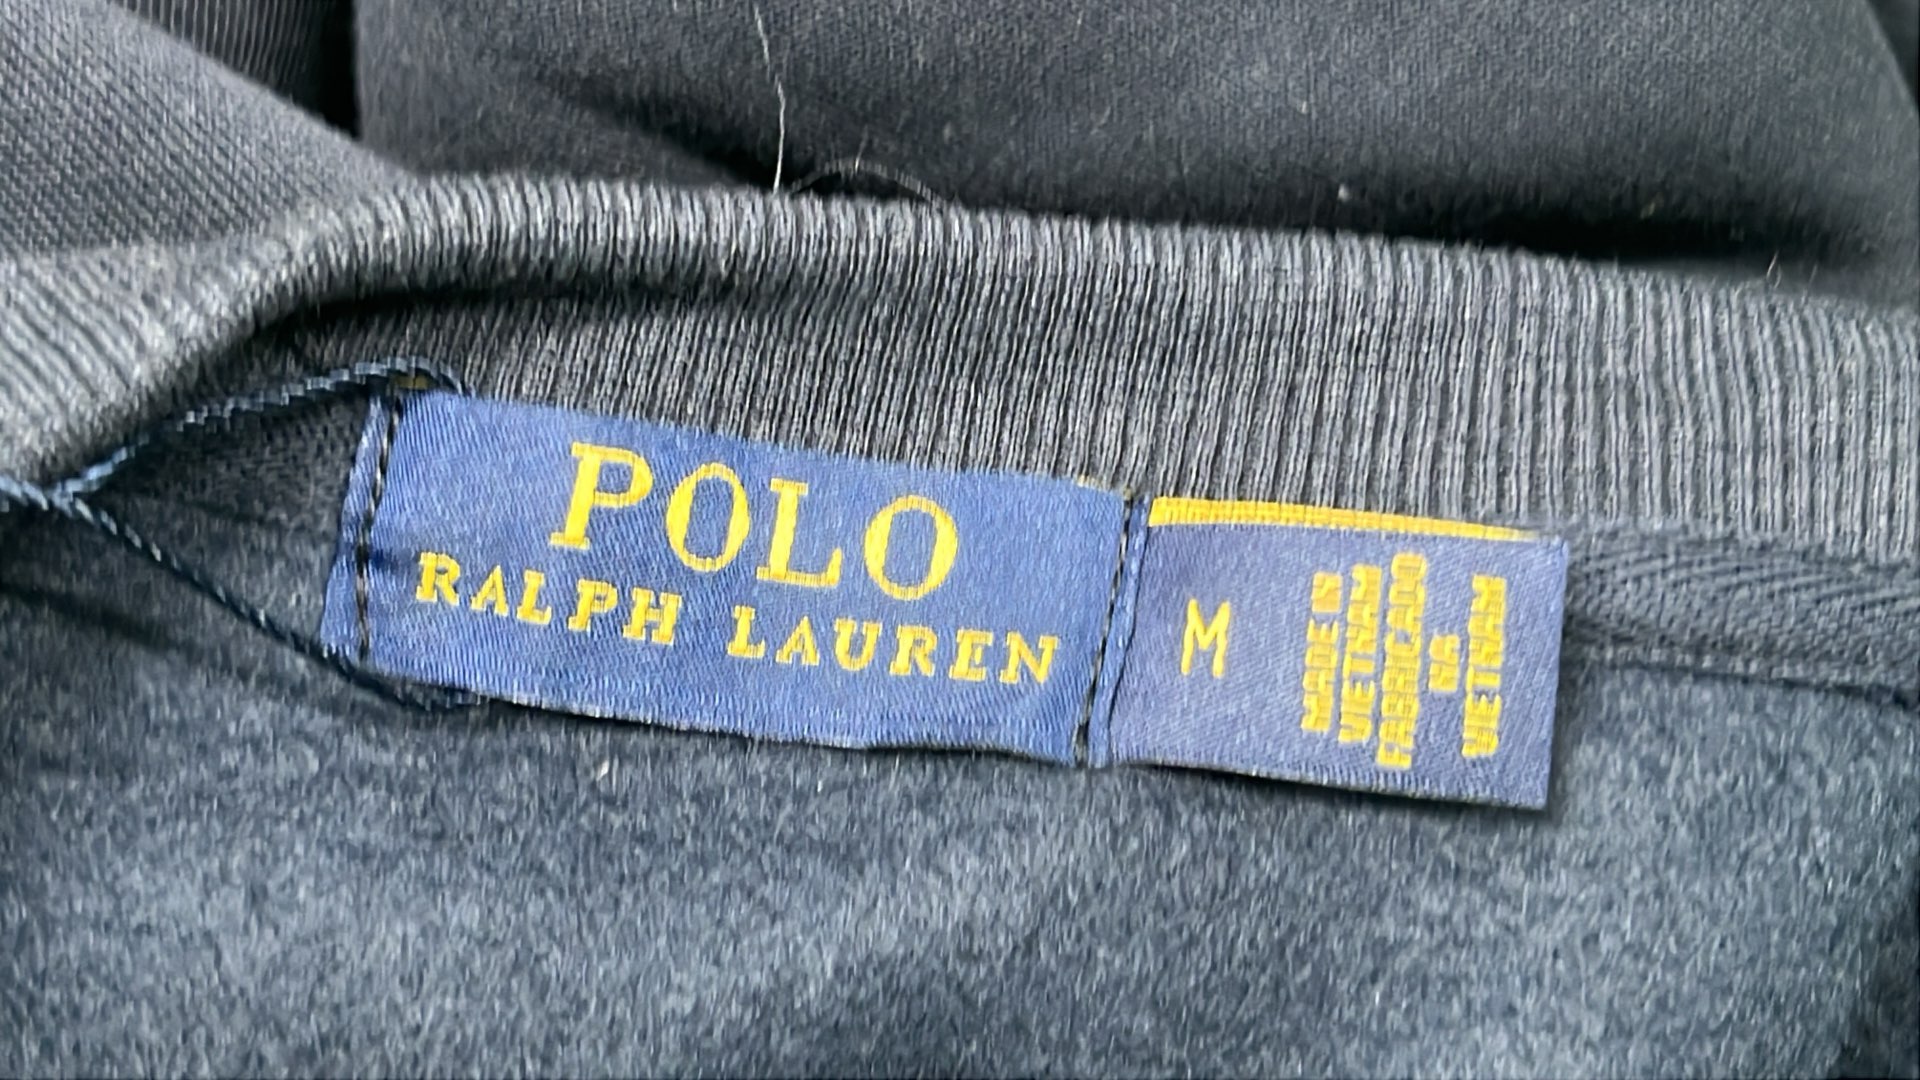 POLO
RALPH LAUREN
M
MADE IN
VIETNAM
FABRICADO
EN
VIETNAM